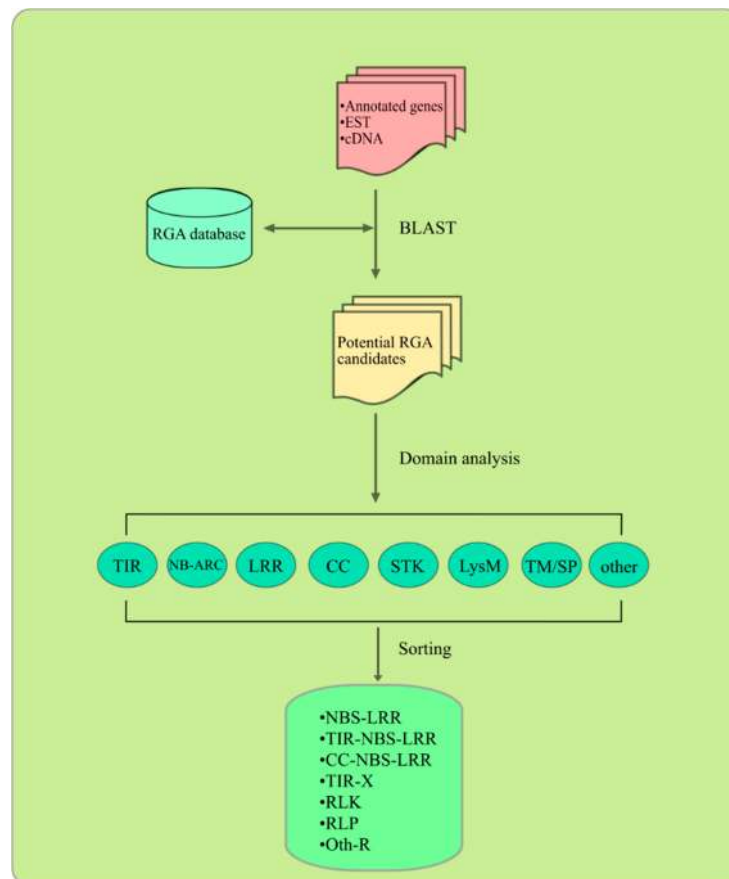 •Annotated genes
•EST
•cDNA
RGA database
BLAST
Potential RGA
candidates
Domain analysis
TIR NB-ARC LRR CC STK LysM TM/SP other
Sorting
•NBS-LRR
•TIR-NBS-LRR
•CC-NBS-LRR
•TIR-X
•RLK
•RLP
•Oth-R